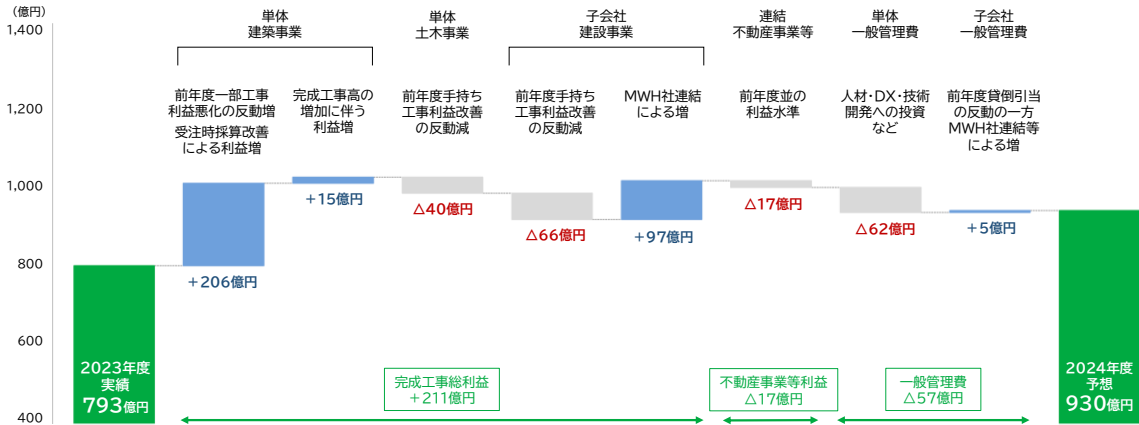 （億円）
1,400
1,200
1,000
800
600
400
単体
建築事業
単体
土木事業
子会社
建設事業
連結
不動産事業等
単体
一般管理費
子会社
一般管理費
前年度一部工事
利益悪化の反動増
受注時採算改善
による利益増
完成工事高の
増加に伴う
利益増
前年度手持ち
工事利益改善
の反動減
前年度手持ち
工事利益改善
の反動減
MWH社連結
による増
前年度並の
利益水準
人材・DX・技術
開発への投資
など
前年度貸倒引当
の反動の一方
MWH社連結等
による増
＋206億円
＋15億円
△40億円
△66億円
＋97億円
△17億円
△62億円
＋5億円
2023年度
実績
793億円
完成工事総利益
＋211億円
不動産事業等利益
△17億円
一般管理費
△57億円
2024年度
予想
930億円